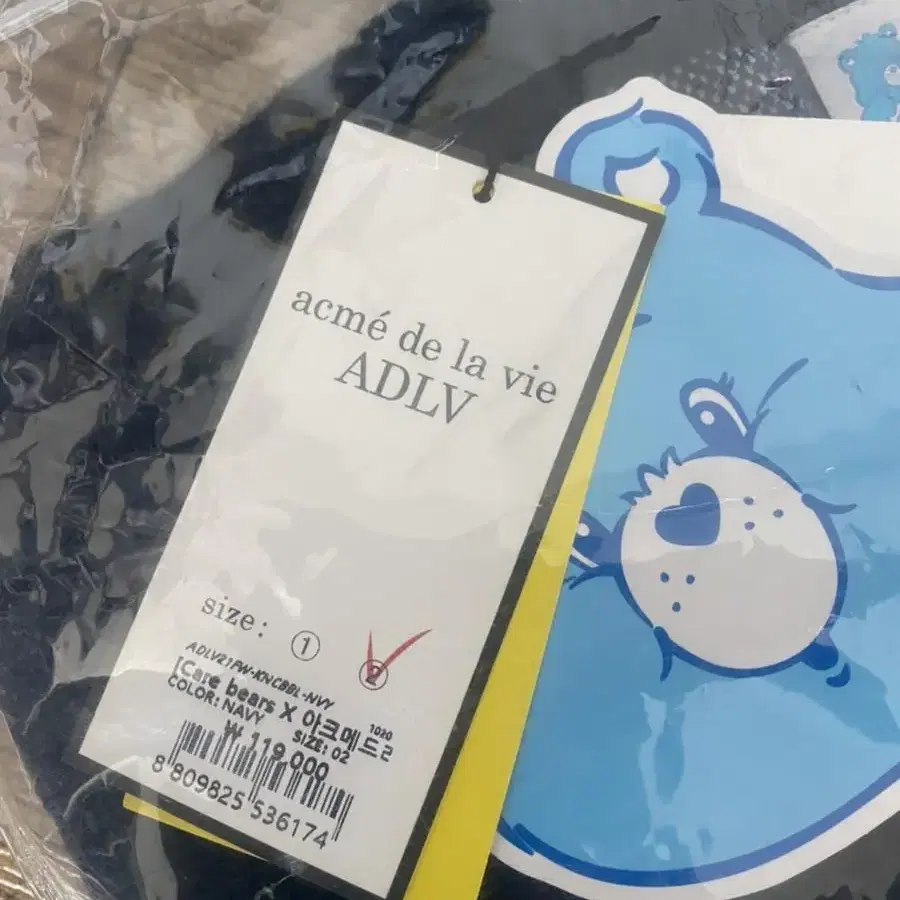 acmé de la vie
ADLV
size: ① ②
ADLV21FW-KNCBBL-NVY
[Care bears X 아크메드라
1020
COLOR: NAVY SIZE: 02
₩ 119,000
8 809825 536174